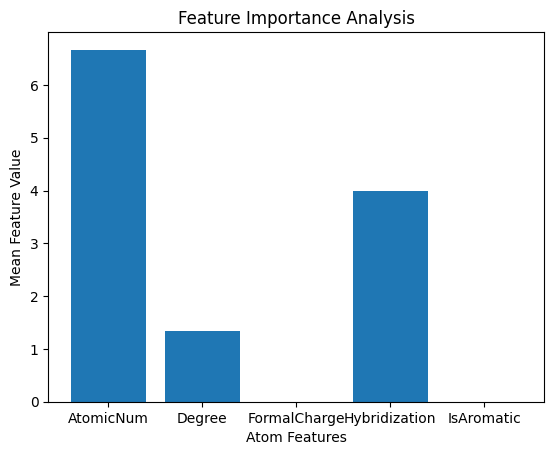 Feature Importance Analysis
Mean Feature Value
6
5
4
3
2
1
0
AtomicNum Degree FormalCharge Hybridization IsAromatic
Atom Features